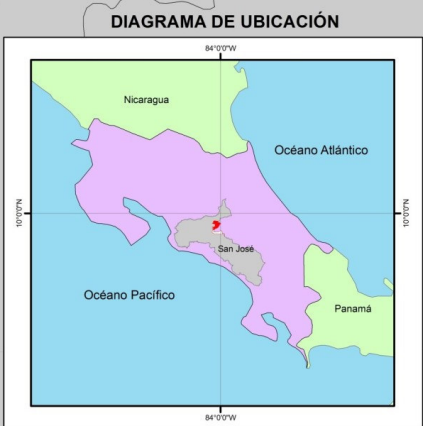 DIAGRAMA DE UBICACIÓN
84°0'0"W
Nicaragua
Océano Atlántico
10°0'0"N
10°0'0"N
San José
Océano Pacífico
Panamá
84°0'0"W